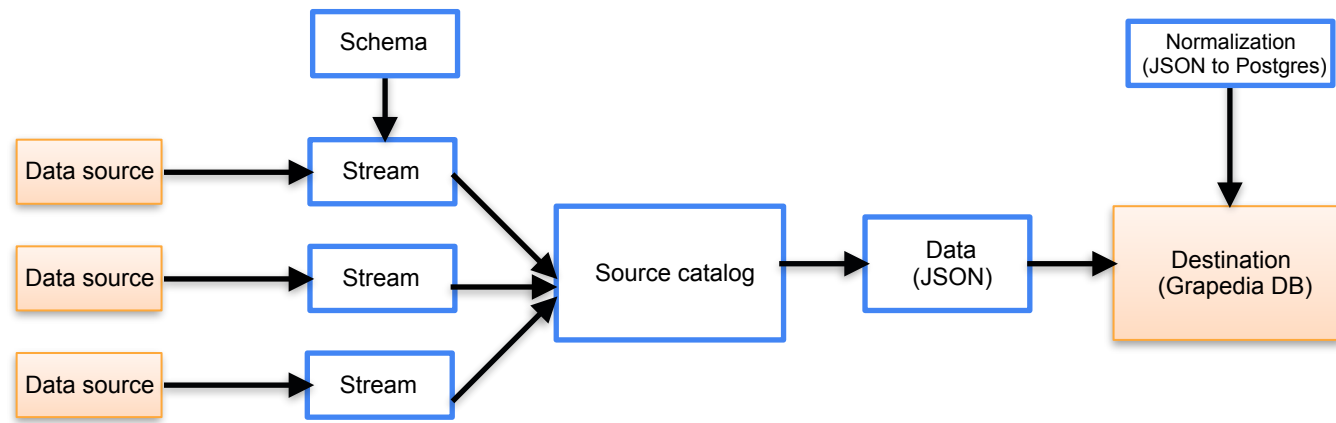 Schema
Normalization
(JSON to Postgres)
Data source
Stream
Data source
Stream
Source catalog
Data
(JSON)
Destination
(Grapedia DB)
Data source
Stream